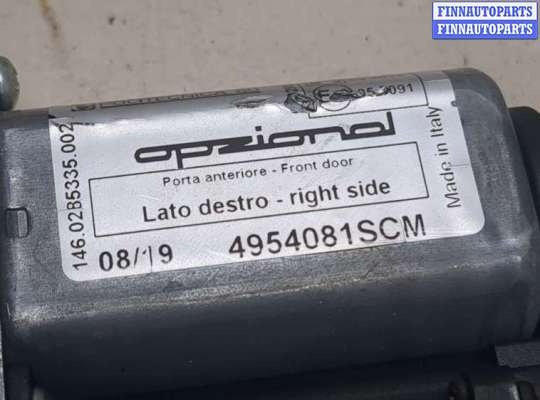 FINNAUTOPARTS
FINNAUTOPARTS
opzional
Porta anteriore - Front door
Lato destro - right side
08/19
4954081SCM
146.02B5335.002
Made in Italy